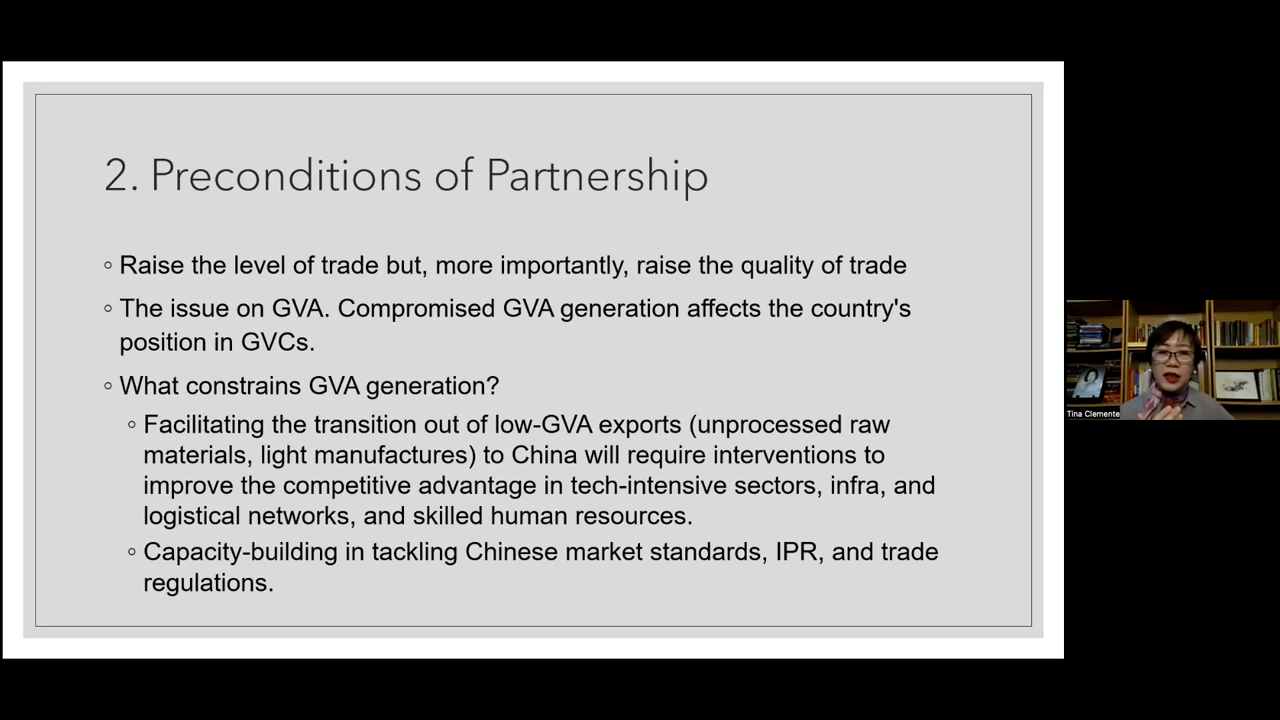 2. Preconditions of Partnership
◦ Raise the level of trade but, more importantly, raise the quality of trade
◦ The issue on GVA. Compromised GVA generation affects the country's
position in GVCs.
◦ What constrains GVA generation?
◦ Facilitating the transition out of low-GVA exports (unprocessed raw
materials, light manufactures) to China will require interventions to
improve the competitive advantage in tech-intensive sectors, infra, and
logistical networks, and skilled human resources.
◦ Capacity-building in tackling Chinese market standards, IPR, and trade
regulations.
Tina Clemente